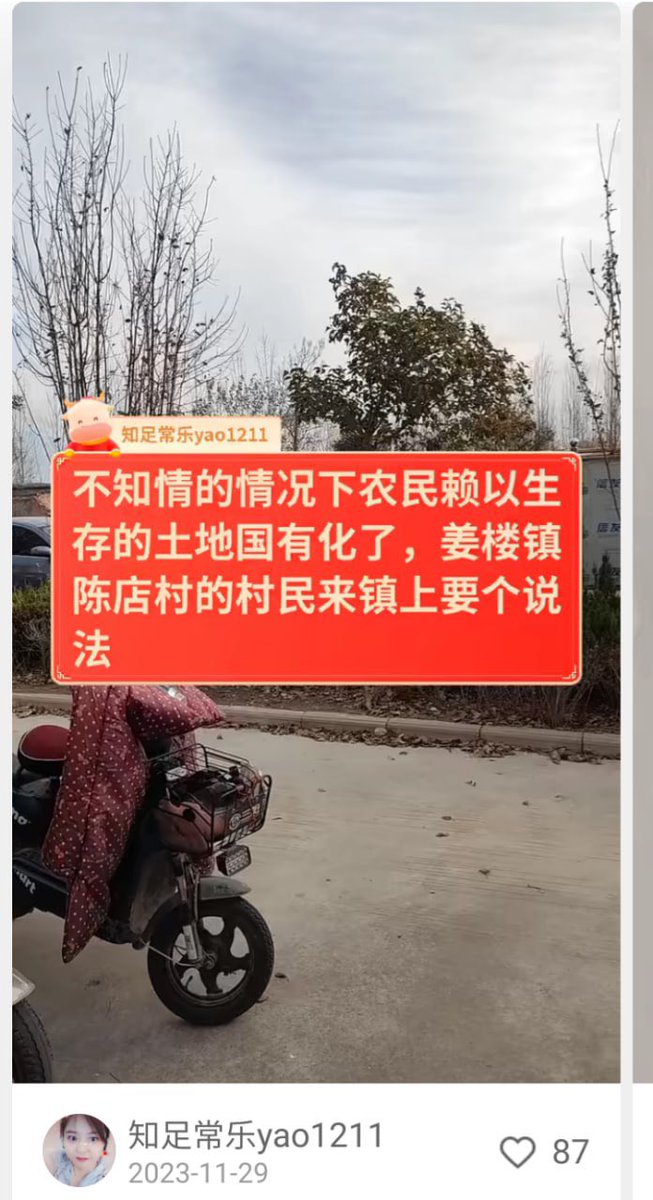 知足常乐yao1211
不知情的情况下农民赖以生
存的土地国有化了，姜楼镇
陈店村的村民来镇上要个说
法
知足常乐yao1211
2023-11-29
87